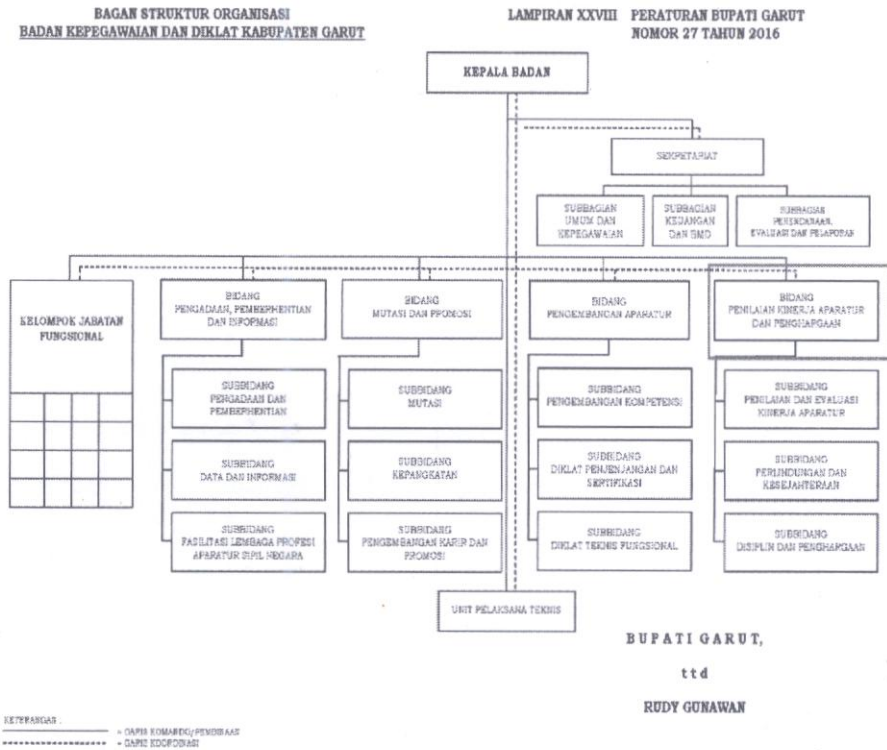 BAGAN STRUKTUR ORGANISASI
BADAN KEPEGAWAIAN DAN DIKLAT KABUPATEN GARUT
LAMPIRAN XXVIII PERATURAN BUPATI GARUT
NOMOR 27 TAHUN 2016
KEPALA BADAN
SEKRETARIAT
SUBBAGIAN
UMUM DAN
KEPEGAWAIAN
SUBBAGIAN
KEUANGAN
DAN BMD
SUBBAGIAN
PERENCANAAN,
EVALUASI DAN PELAPORAN
KELOMPOK JABATAN
FUNGSIONAL
BIDANG
PENGADAAN, PEMBERHENTIAN
DAN INFORMASI
SUBBIDANG
PENGADAAN DAN
PEMBERHENTIAN
SUBBIDANG
DATA DAN INFORMASI
SUBBIDANG
FASILITASI LEMBAGA PROFESI
APARATUR SIPIL NEGARA
BIDANG
MUTASI DAN PROMOSI
SUBBIDANG
MUTASI
SUBBIDANG
KEPANGKATAN
SUBBIDANG
PENGEMBANGAN KARIR DAN
PROMOSI
BIDANG
PENGEMBANGAN APARATUR
SUBBIDANG
PENGEMBANGAN KOMPETENSI
SUBBIDANG
DIKLAT PENJENJANGAN DAN
SERTIFIKASI
SUBBIDANG
DIKLAT TEKNIS FUNGSIONAL
BIDANG
PENILAIAN KINERJA APARATUR
DAN PENGHARGAAN
SUBBIDANG
PENILAIAN DAN EVALUASI
KINERJA APARATUR
SUBBIDANG
PERLINDUNGAN DAN
KESEJAHTERAAN
SUBBIDANG
DISIPLIN DAN PENGHARGAAN
UNIT PELAKSANA TEKNIS
BUPATI GARUT,
ttd
RUDY GUNAWAN
KETERANGAN :
= GARIS KOMANDO/PEMBINAAN
= GARIS KOORDINASI